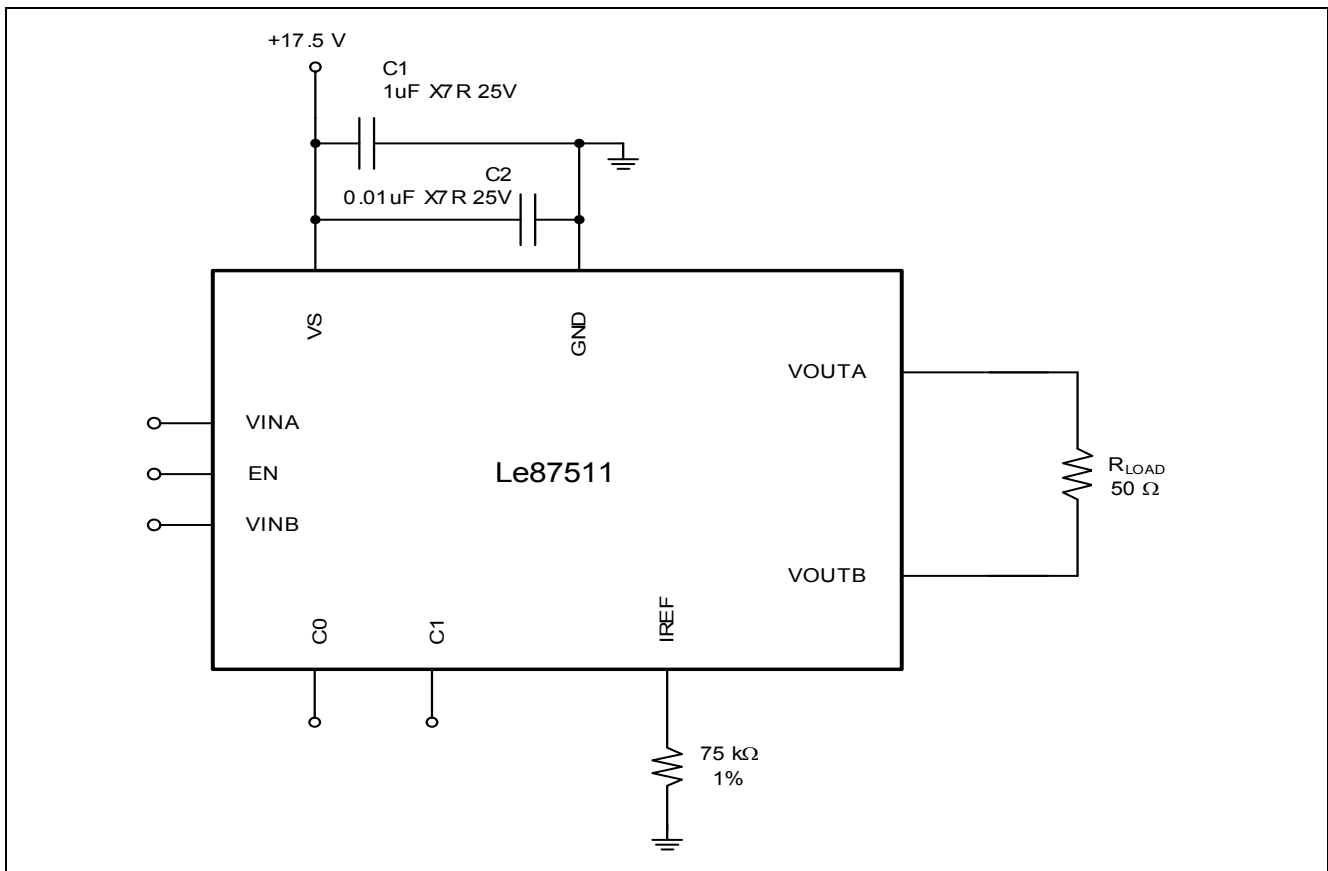 +17.5 V
C1
1uF X7R 25V
C2
0.01uF X7R 25V
VS
GND
VOUTA
VINA
EN
VINB
Le87511
RLOAD
50 Ω
VOUTB
C0
C1
IREF
75 kΩ
1%